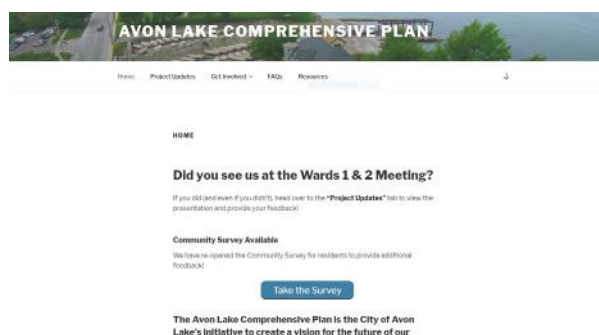 AVON LAKE COMPREHENSIVE PLAN
Home Project Updates Get Involved FAQs Resources
HOME
Did you see us at the Wards 1 & 2 Meeting?
If you did (and even if you didn't), head over to the "Project Updates" tab to view the
presentation and provide your feedback!
Community Survey Available
We have re-opened the Community Survey for residents to provide additional
feedback!
Take the Survey
The Avon Lake Comprehensive Plan is the City of Avon
Lake's initiative to create a vision for the future of our